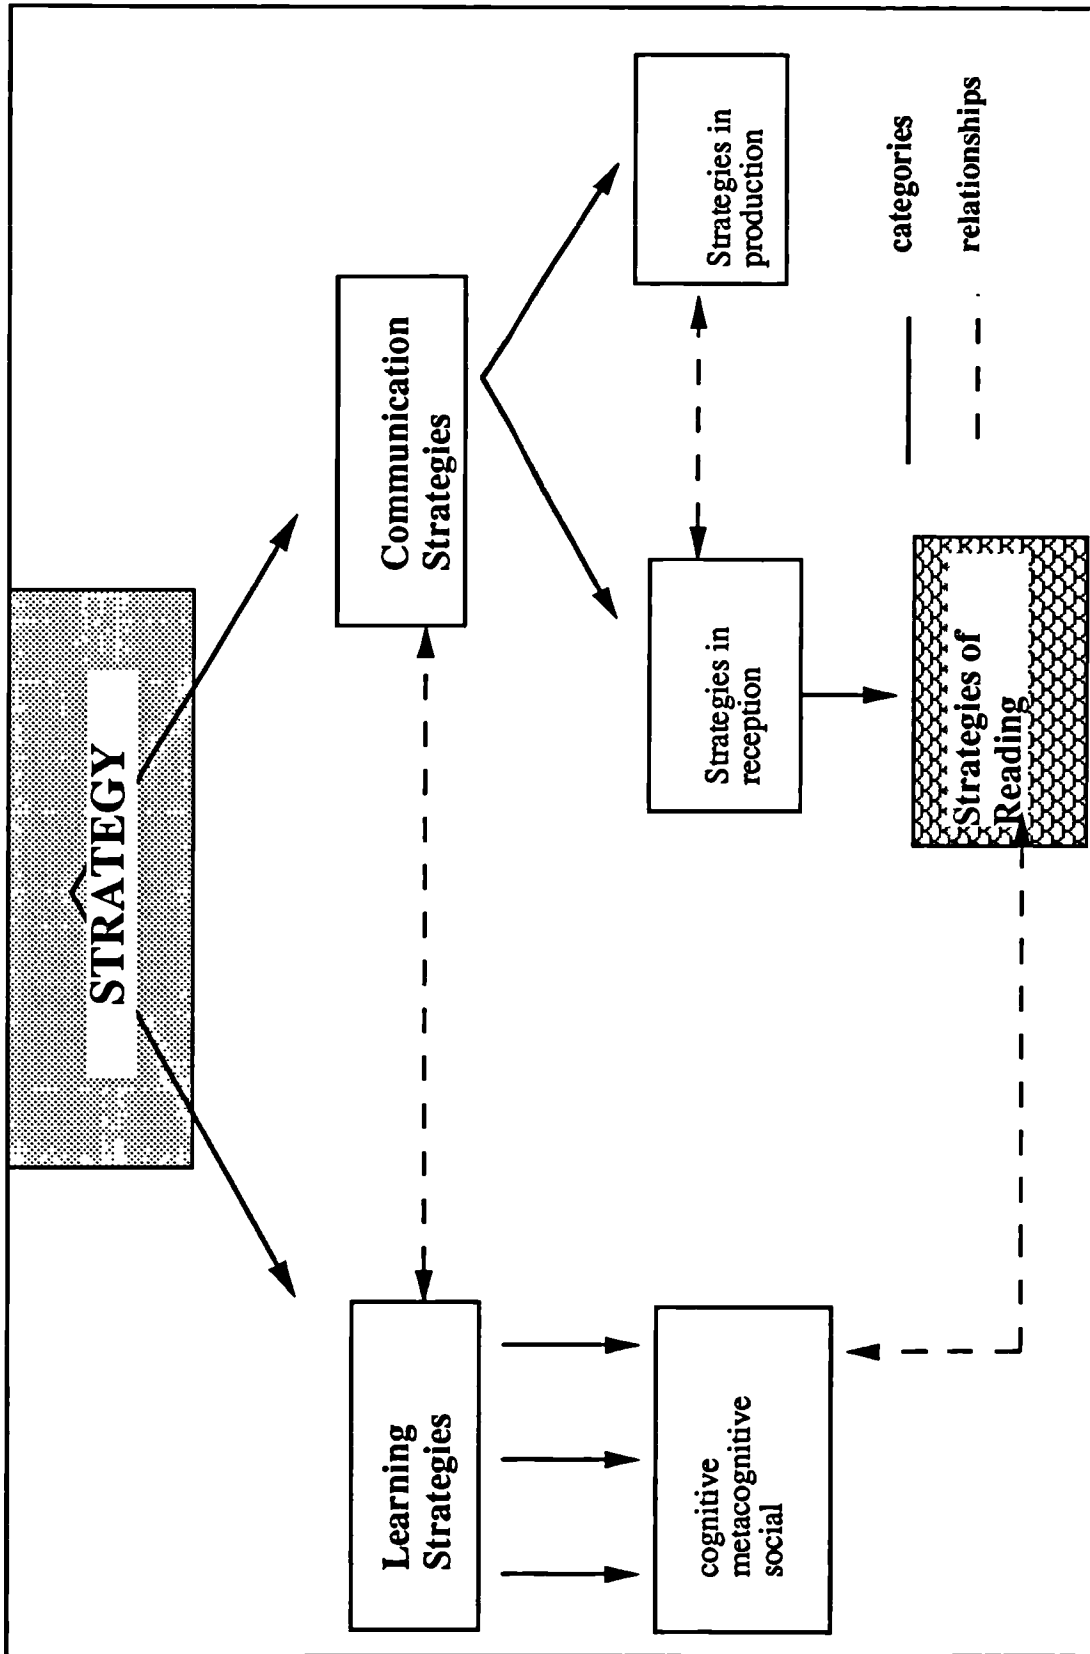 STRATEGY
Learning
Strategies
Communication
Strategies
cognitive
metacognitive
social
Strategies in
reception
Strategies in
production
Strategies of
Reading
categories
relationships